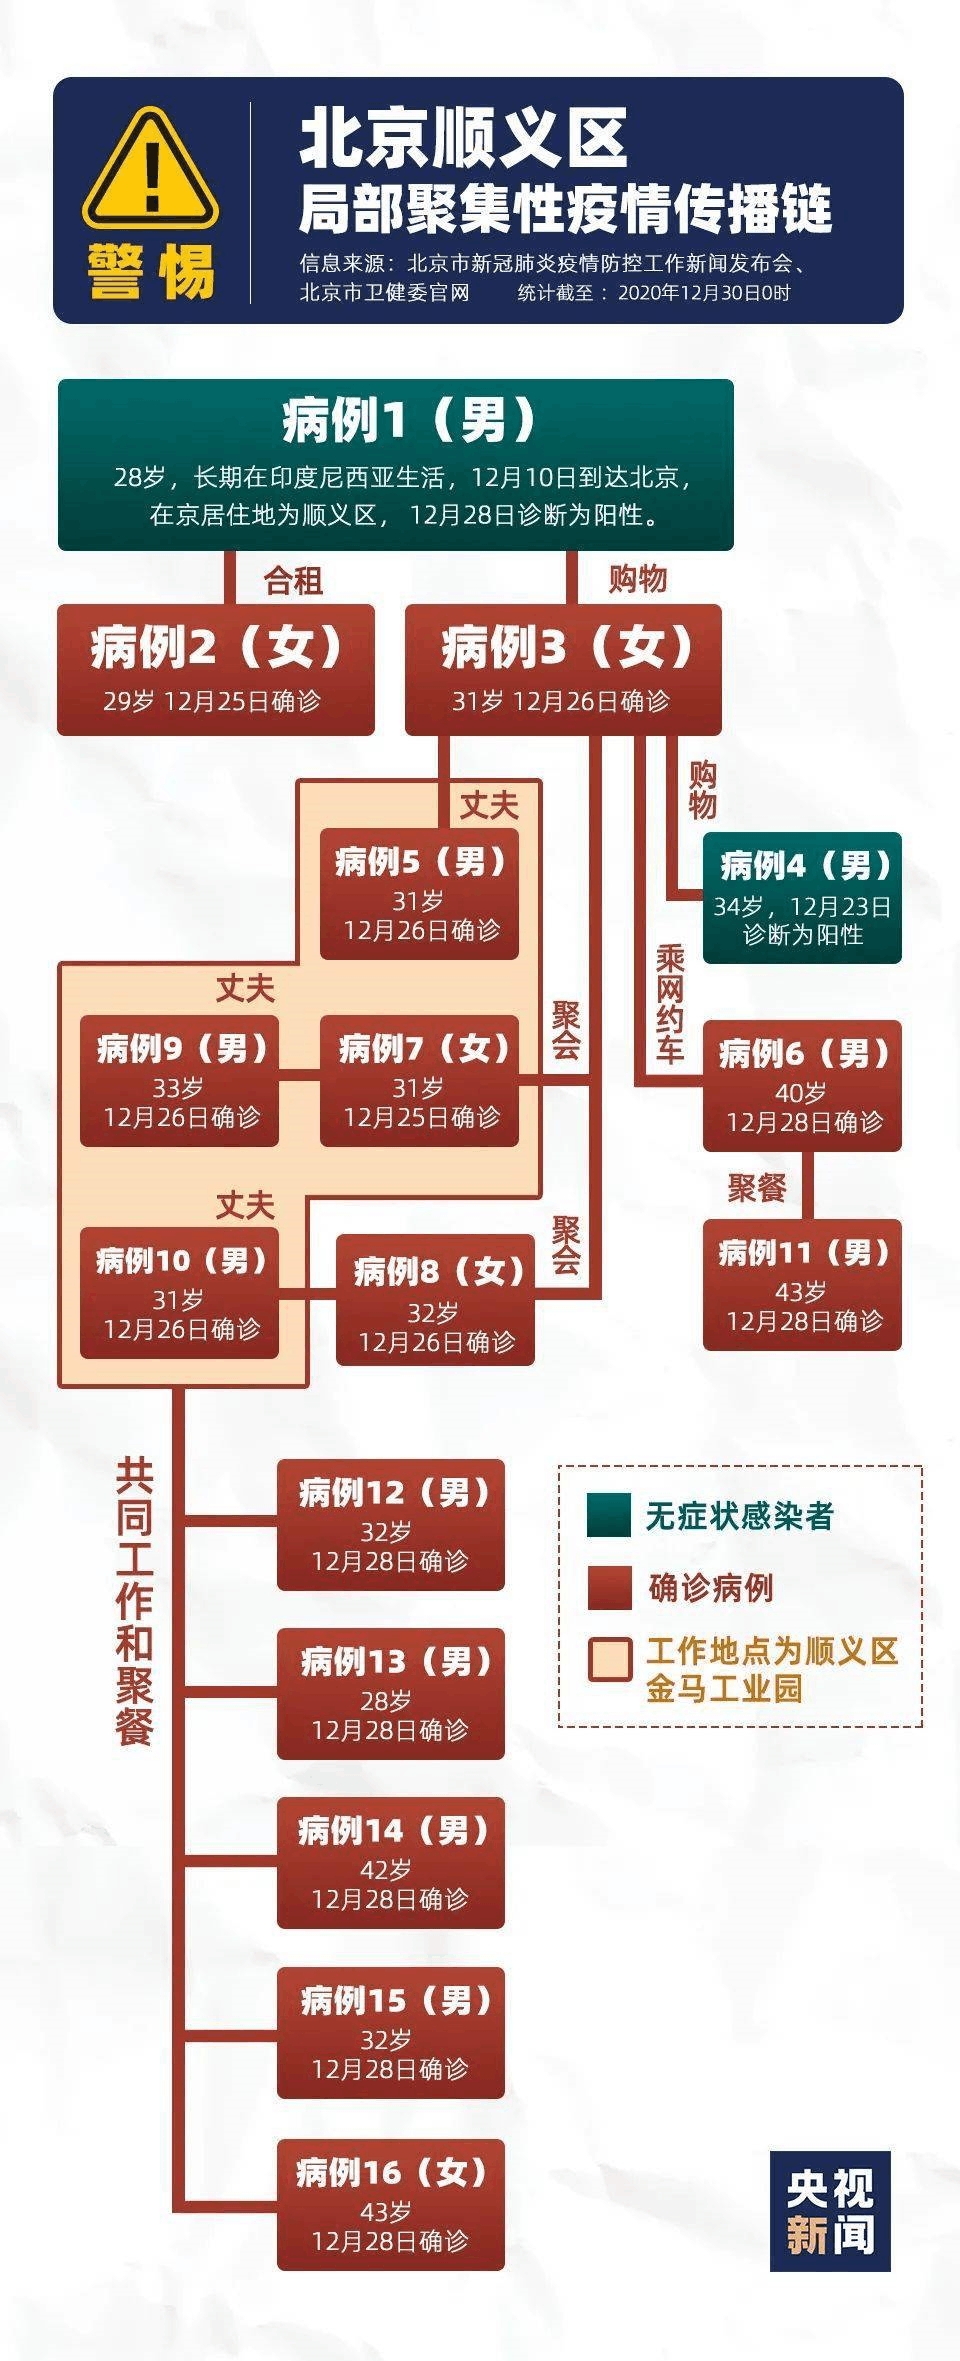 警惕
北京顺义区
局部聚集性疫情传播链
信息来源：北京市新冠肺炎疫情防控工作新闻发布会、
北京市卫健委官网 统计截至：2020年12月30日0时
病例1（男）
28岁，长期在印度尼西亚生活，12月10日到达北京，
在京居住地为顺义区， 12月28日诊断为阳性。
合租
购物
病例2（女）
29岁 12月25日确诊
病例3（女）
31岁 12月26日确诊
购物
丈夫
病例5（男）
31岁
12月26日确诊
病例4（男）
34岁，12月23日
诊断为阳性
丈夫
聚会
乘网约车
病例9（男）
33岁
12月26日确诊
病例7（女）
31岁
12月25日确诊
病例6（男）
40岁
12月28日确诊
聚餐
丈夫
聚会
病例10（男）
31岁
12月26日确诊
病例8（女）
32岁
12月26日确诊
病例11（男）
43岁
12月28日确诊
共同工作和聚餐
病例12（男）
32岁
12月28日确诊
无症状感染者
确诊病例
工作地点为顺义区
金马工业园
病例13（男）
28岁
12月28日确诊
病例14（男）
42岁
12月28日确诊
病例15（男）
32岁
12月28日确诊
病例16（女）
43岁
12月28日确诊
央视
新闻